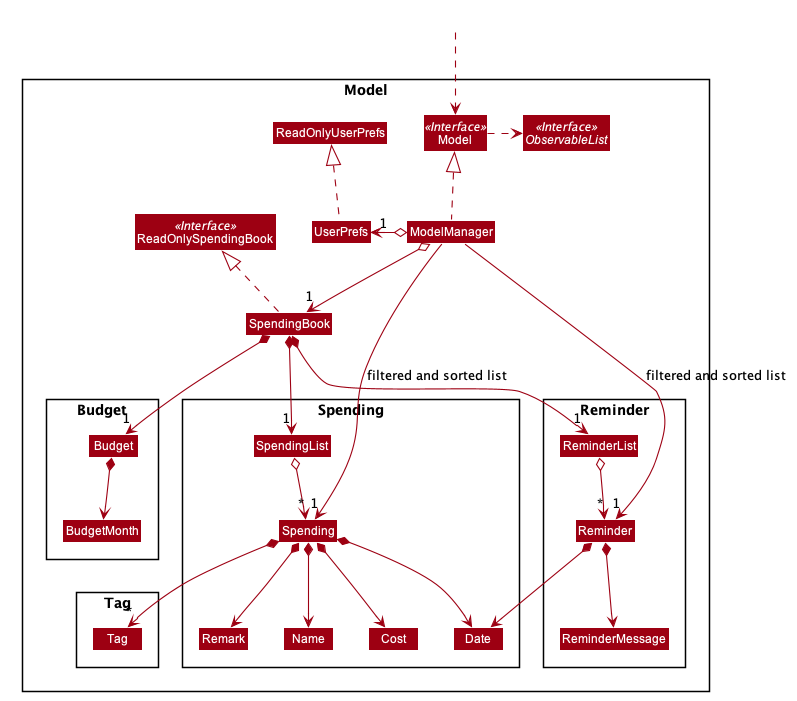 Model
ReadOnlyUserPrefs
«Interface»
Model
«Interface»
ObservableList
«Interface»
ReadOnlySpendingBook
UserPrefs
1
ModelManager
1
SpendingBook
filtered and sorted list
filtered and sorted list
Budget
Spending
Reminder
1
1
1
Budget
SpendingList
ReminderList
*
1
*
1
BudgetMonth
Spending
Reminder
Tag
*
Tag
Remark
Name
Cost
Date
ReminderMessage